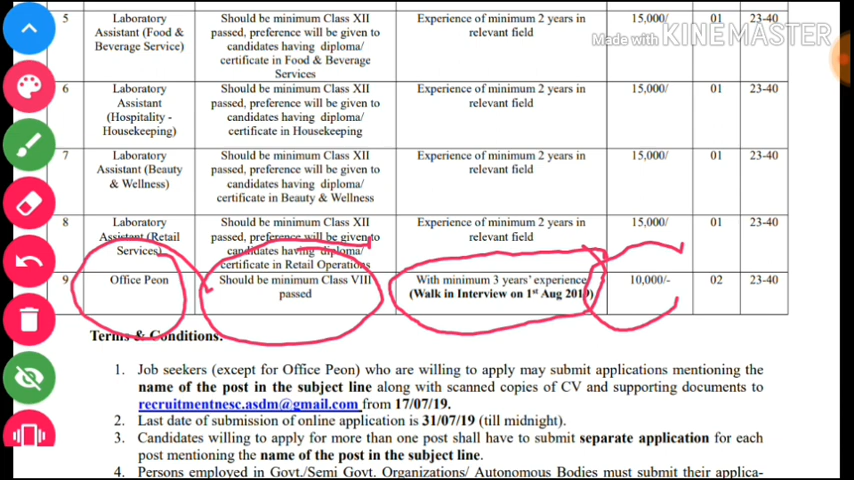 Made with KINEMASTER
5 Laboratory Should be minimum Class XII Experience of minimum 2 years in 15,000/ 01 23-40
Assistant (Food & passed, preference will be given to relevant field
Beverage Service) candidates having diploma/
certificate in Food & Beverage
Services
6 Laboratory Should be minimum Class XII Experience of minimum 2 years in 15,000/ 01 23-40
Assistant passed, preference will be given to relevant field
(Hospitality - candidates having diploma/
Housekeeping) certificate in Housekeeping
7 Laboratory Should be minimum Class XII Experience of minimum 2 years in 15,000/ 01 23-40
Assistant (Beauty passed, preference will be given to relevant field
& Wellness) candidates having diploma/
certificate in Beauty & Wellness
8 Laboratory Should be minimum Class XII Experience of minimum 2 years in 15,000/ 01 23-40
Assistant (Retail passed, preference will be given to relevant field
Services) candidates having diploma/
certificate in Retail Operations
9 Office Peon Should be minimum Class VIII With minimum 3 years' experience 10,000/- 02 23-40
passed (Walk in Interview on 1st Aug 2019)
Terms & Conditions:
1. Job seekers (except for Office Peon) who are willing to apply may submit applications mentioning the
name of the post in the subject line along with scanned copies of CV and supporting documents to
recruitmentnesc.asdm@gmail.com from 17/07/19.
2. Last date of submission of online application is 31/07/19 (till midnight).
3. Candidates willing to apply for more than one post shall have to submit separate application for each
post mentioning the name of the post in the subject line.
4. Persons employed in Govt./Semi Govt. Organizations/ Autonomous Bodies must submit their applica-